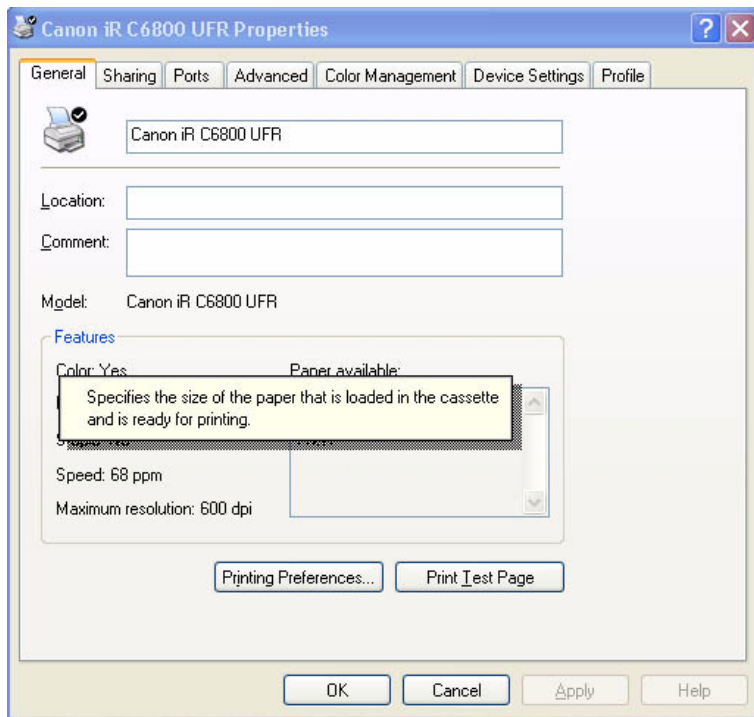 Canon iR C6800 UFR Properties
General Sharing Ports Advanced Color Management Device Settings Profile
Canon iR C6800 UFR
Location:
Comment:
Model: Canon iR C6800 UFR
Features
Color: Yes Paper available:
Specifies the size of the paper that is loaded in the cassette
and is ready for printing.
Speed: 68 ppm
Maximum resolution: 600 dpi
Printing Preferences... Print Test Page
OK Cancel Apply Help